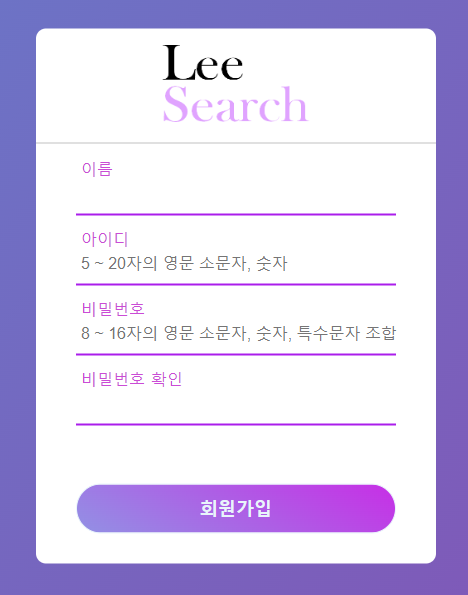 Lee
Search
이름
아이디
5 ~ 20자의 영문 소문자, 숫자
비밀번호
8 ~ 16자의 영문 소문자, 숫자, 특수문자 조합
비밀번호 확인
회원가입